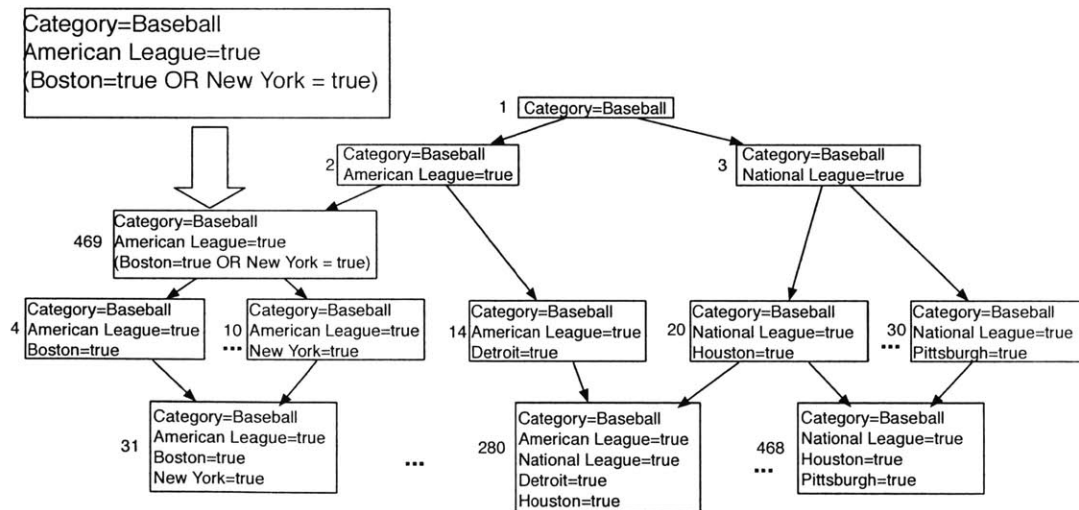 Category=Baseball
American League=true
(Boston=true OR New York = true)
1
Category=Baseball
2
Category=Baseball
American League=true
3
Category=Baseball
National League=true
469
Category=Baseball
American League=true
(Boston=true OR New York = true)
4
Category=Baseball
American League=true
Boston=true
...
10
Category=Baseball
American League=true
New York=true
14
Category=Baseball
American League=true
Detroit=true
20
Category=Baseball
National League=true
Houston=true
...
30
Category=Baseball
National League=true
Pittsburgh=true
31
Category=Baseball
American League=true
Boston=true
New York=true
...
280
Category=Baseball
American League=true
National League=true
Detroit=true
Houston=true
...
468
Category=Baseball
National League=true
Houston=true
Pittsburgh=true